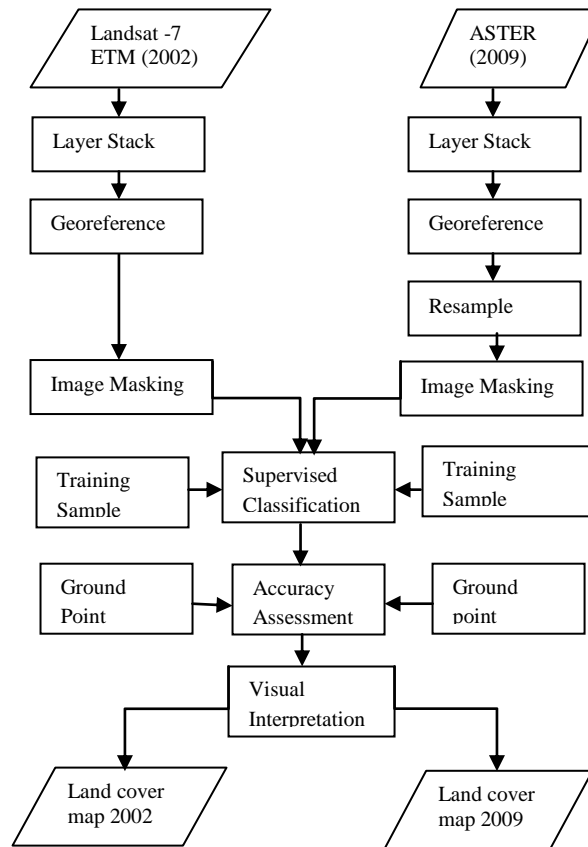 Landsat -7
ETM (2002)
ASTER
(2009)
Layer Stack
Layer Stack
Georeference
Georeference
Resample
Image Masking
Image Masking
Training
Sample
Supervised
Classification
Training
Sample
Ground
Point
Accuracy
Assessment
Ground
point
Visual
Interpretation
Land cover
map 2002
Land cover
map 2009